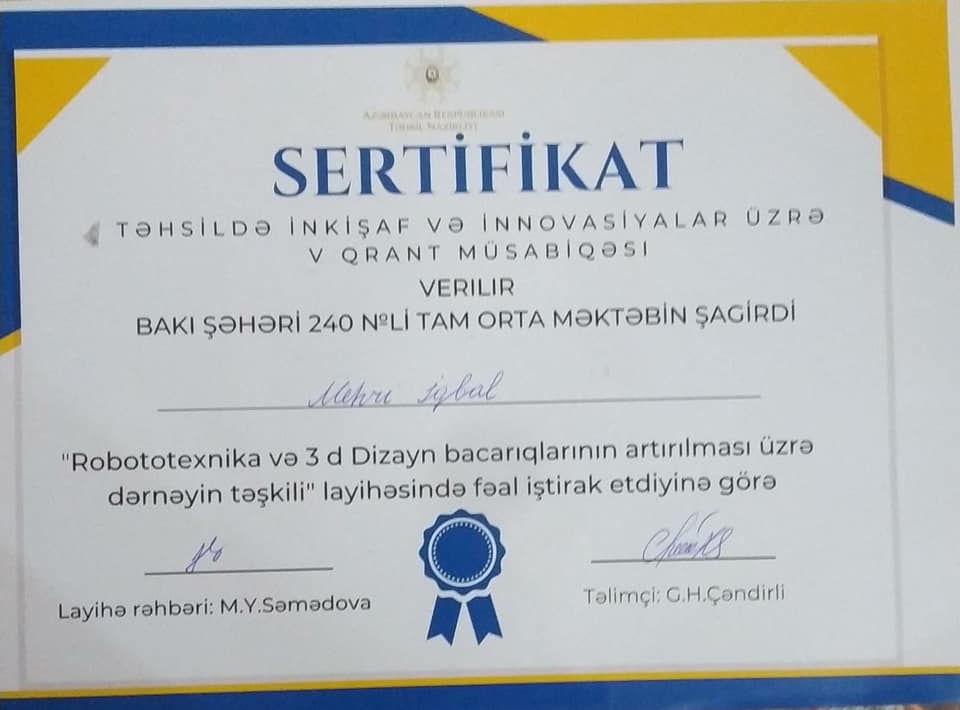 AZƏRBAYCAN RESPUBLİKASI
TƏHSİL NAZİRLİYİ
SERTİFİKAT
TƏHSİLDƏ İNKİŞAF VƏ İNNOVASİYALAR ÜZRƏ
V QRANT MÜSABİQƏSI
VERILIR
BAKI ŞƏHƏRİ 240 NºLİ TAM ORTA MƏKTƏBİN ŞAGİRDİ
Mehri İqbal
"Robototexnika və 3 d Dizayn bacarıqlarının artırılması üzrə
dərnəyin təşkili" layihəsində fəal iştirak etdiyinə görə
Layihə rəhbəri: M.Y.Səmədova
Təlimçi: G.H.Çəndirli